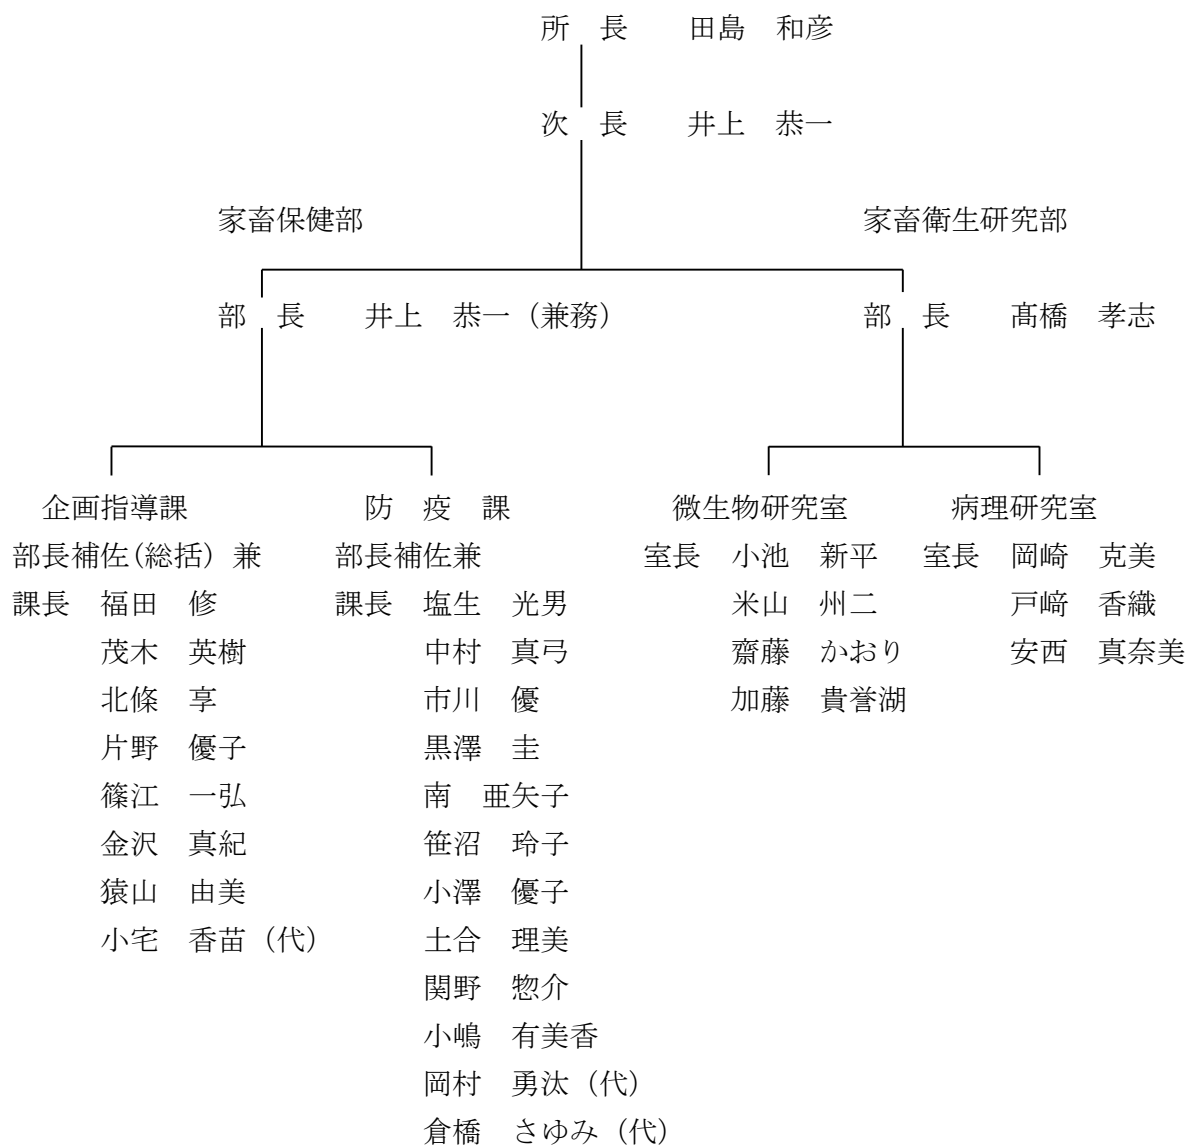 所　長　　田島　和彦
次　長　　井上　恭一
家畜保健部
家畜衛生研究部
部　長　　井上　恭一（兼務）
部　長　　髙橋　孝志
企画指導課
部長補佐(総括）兼
課長　福田　修
茂木　英樹
北條　享
片野　優子
篠江　一弘
金沢　真紀
猿山　由美
小宅　香苗（代）
防　疫　課
部長補佐兼
課長　塩生　光男
中村　真弓
市川　優
黒澤　圭
南　亜矢子
笹沼　玲子
小澤　優子
土合　理美
関野　惣介
小嶋　有美香
岡村　勇汰（代）
倉橋　さゆみ（代）
微生物研究室
室長　小池　新平
米山　州二
齋藤　かおり
加藤　貴誉湖
病理研究室
室長　岡崎　克美
戸﨑　香織
安西　真奈美